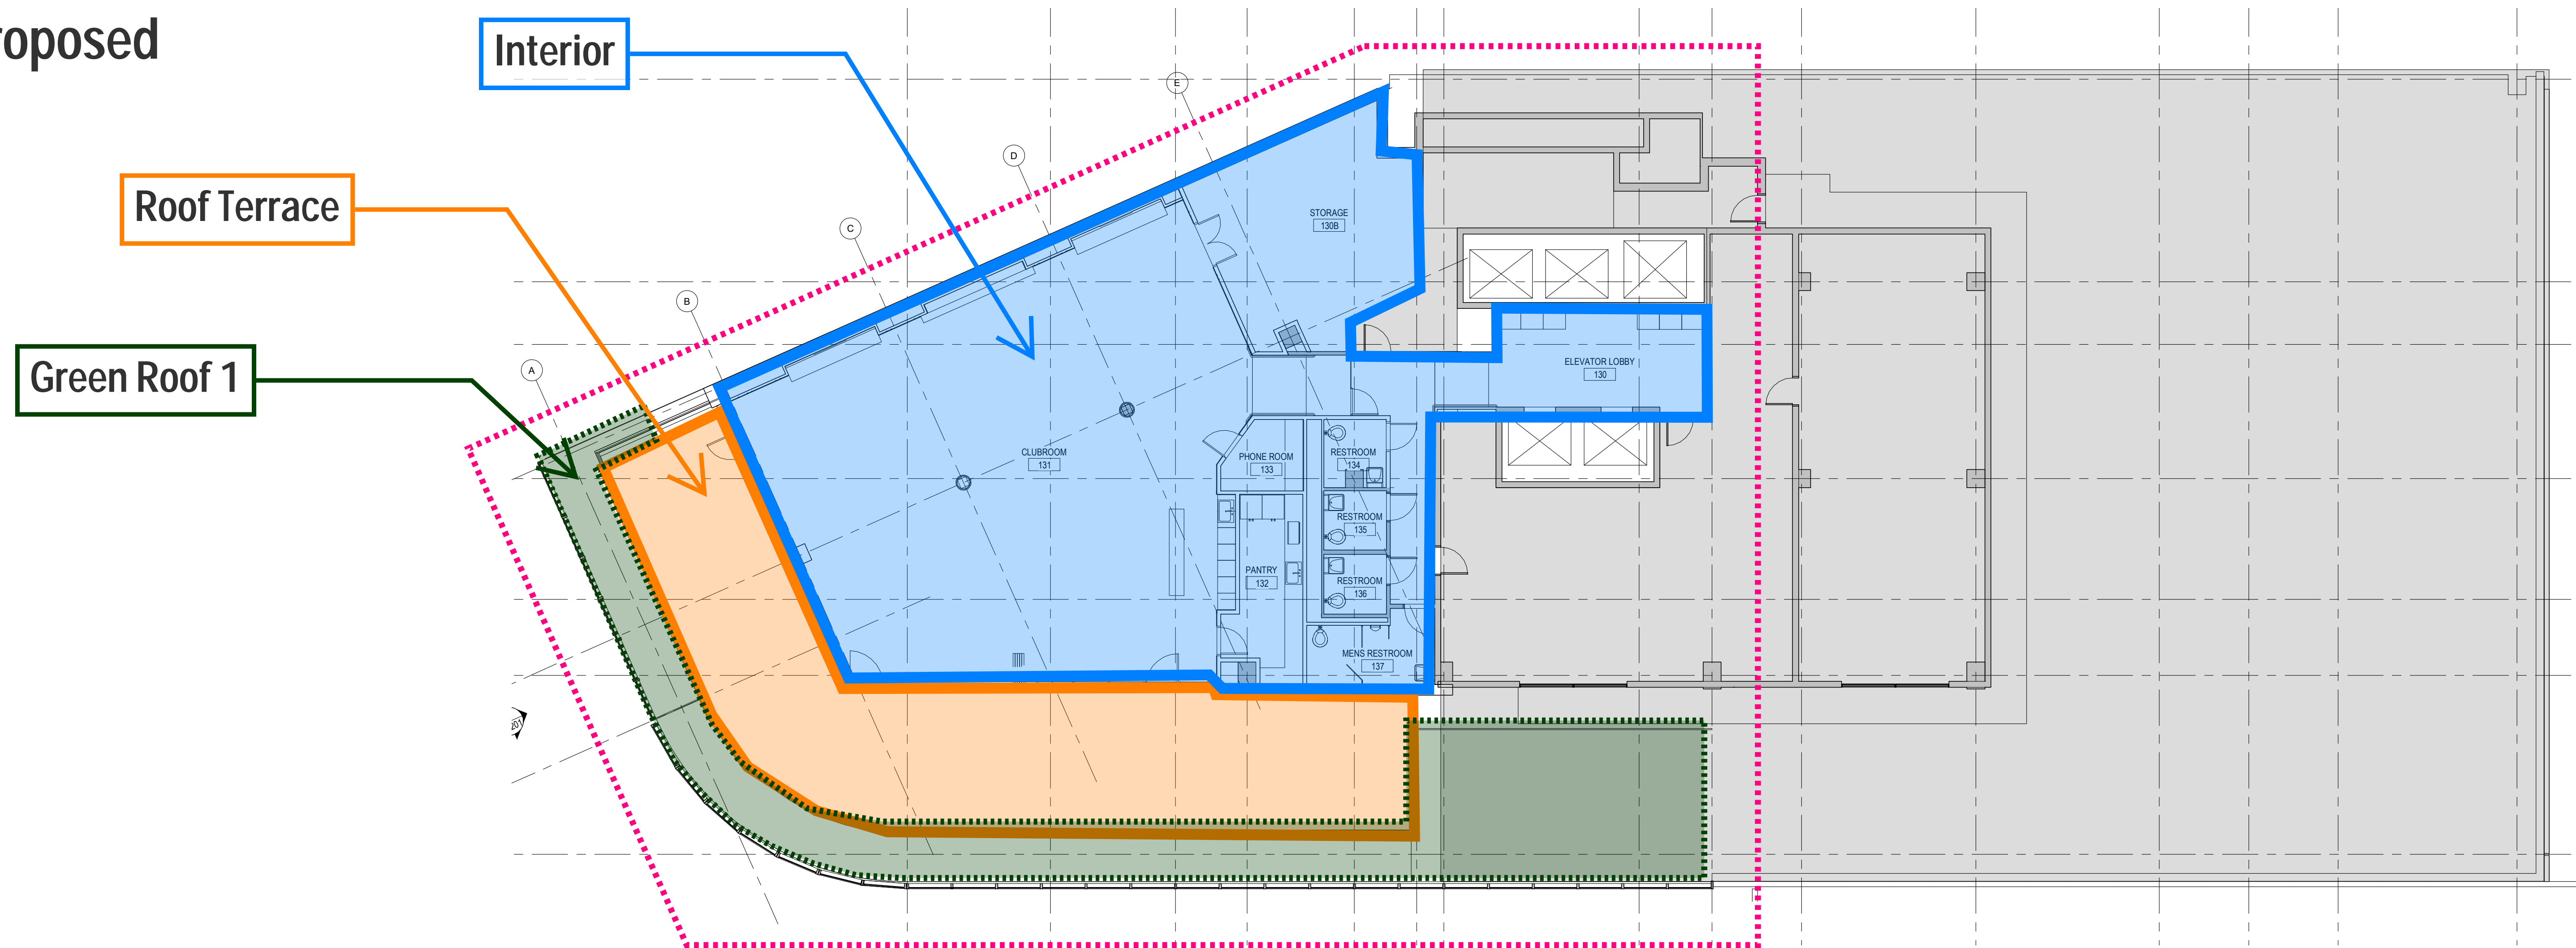 roposed
Interior
Roof Terrace
Green Roof 1
A
B
C
D
E
STORAGE
130B
ELEVATOR LOBBY
130
CLUBROOM
131
PHONE ROOM
133
RESTROOM
134
RESTROOM
135
PANTRY
132
RESTROOM
136
MENS RESTROOM
137
201